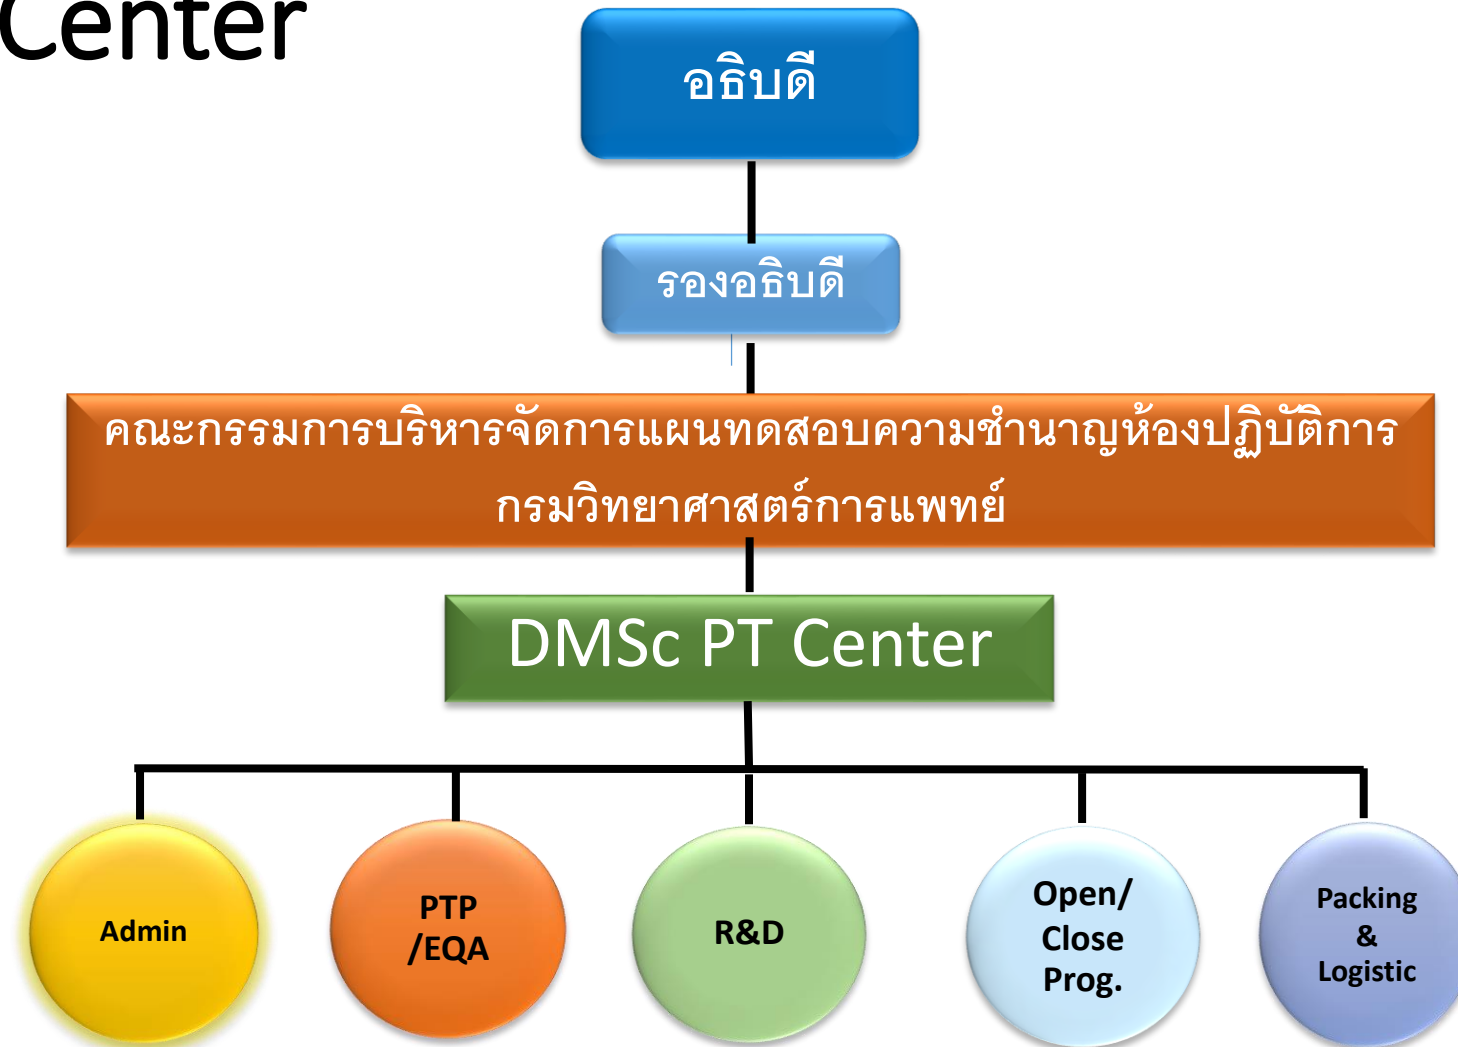 Center
อธิบดี
รองอธิบดี
คณะกรรมการบริหารจัดการแผนทดสอบความชำนาญห้องปฏิบัติการ
กรมวิทยาศาสตร์การแพทย์
DMSc PT Center
Admin
PTP
/EQA
R&D
Open/
Close
Prog.
Packing
&
Logistic